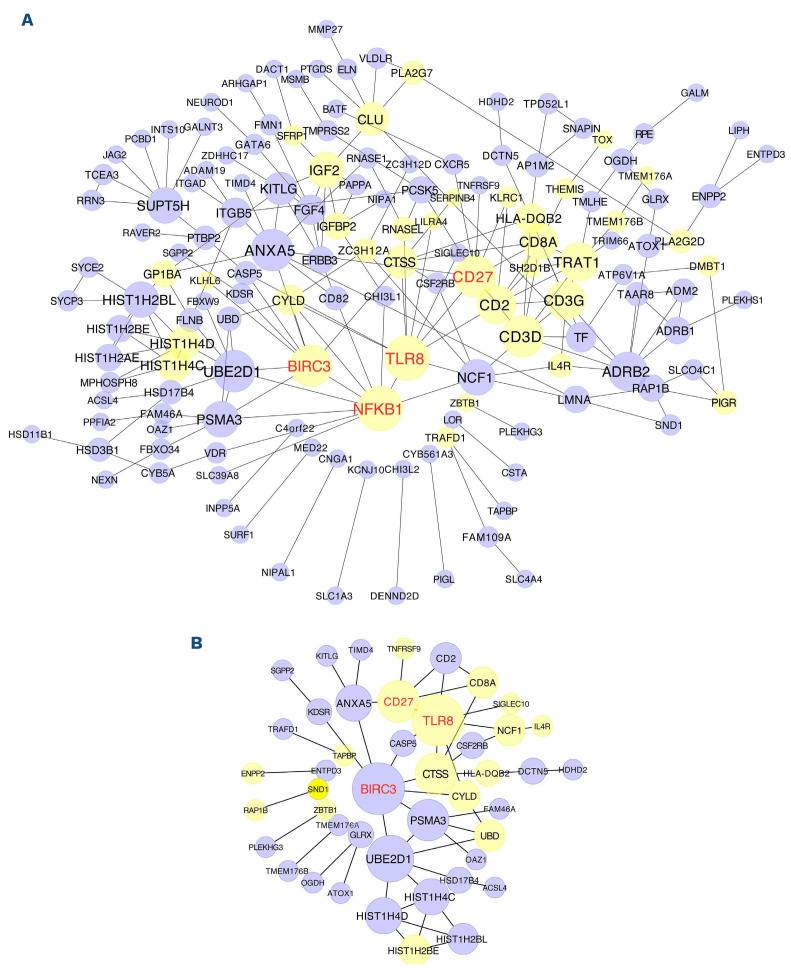 A
MMP27
DACT1
PTGDS
ELN
VLDLR
PLA2G7
ARHGAP1
MSMB
GALM
NEUROD1
BATF
CLU
HDHD2
TPD52L1
INTS10
GALNT3
FMN1
SFRP1
TMPRSS2
SNAPIN
RPE
LIPH
PCBD1
GATA6
TOX
JAG2
ZDHHC17
RNASE1
ZC3H12D
CXCR5
DCTN5
AP1M2
OGDH
ENTPD3
TCEA3
ADAM19
IGF2
TMEM176A
RRN3
ITGAD
TIMD4
KITLG
PAPPA
PCSK5
TNFRSF9
KLRC1
THEMIS
TMLHE
GLRX
ENPP2
SUPT5H
ITGB5
FGF4
NIPA1
SERPINB4
HLA-DQB2
TMEM176B
RAVER2
PTBP2
IGFBP2
RNASEL
LILRA4
CD8A
TRIM66
ATOX1
PLA2G2D
SGPP2
ANXA5
ERBB3
ZC3H12A
CTSS
SIGLEC10
SH2D1B
TRAT1
DMBT1
SYCE2
GP1BA
KLHL6
CASP5
CD27
ATP6V1A
SYCP3
HIST1H2BL
FBXW9
KDSR
CYLD
CD82
CHI3L1
CSF2RB
CD2
CD3G
TAAR8
ADM2
PLEKHS1
HIST1H2BE
FLNB
UBD
CD3D
TF
ADRB1
HIST1H4D
HIST1H2AE
HIST1H4C
UBE2D1
BIRC3
TLR8
NCF1
IL4R
ADRB2
SLCO4C1
MPHOSPH8
ACSL4
HSD17B4
NFKB1
ZBTB1
LMNA
RAP1B
PIGR
PPFIA2
FAM46A
PSMA3
LOR
SND1
HSD11B1
OAZ1
C4orf22
TRAFD1
PLEKHG3
HSD3B1
FBXO34
VDR
MED22
CYB561A3
NEXN
CYB5A
SLC39A8
CNGA1
KCNJ10
CHI3L2
CSTA
INPP5A
TAPBP
SURF1
FAM109A
NIPAL1
PIGL
SLC4A4
SLC1A3
DENND2D
B
KITLG
TIMD4
TNFRSF9
CD2
SGPP2
CD8A
ANXA5
CD27
SIGLEC10
KDSR
TLR8
NCF1
IL4R
TRAFD1
CASP5
CSF2RB
TAPBP
ENPP2
ENTPD3
CTSS
HLA-DQB2
DCTN5
HDHD2
SND1
BIRC3
CYLD
RAP1B
ZBTB1
FAM46A
TMEM176A
PSMA3
GLRX
UBD
PLEKHG3
UBE2D1
OAZ1
TMEM176B
OGDH
HSD17B4
ACSL4
ATOX1
HIST1H4C
HIST1H4D
HIST1H2BL
HIST1H2BE